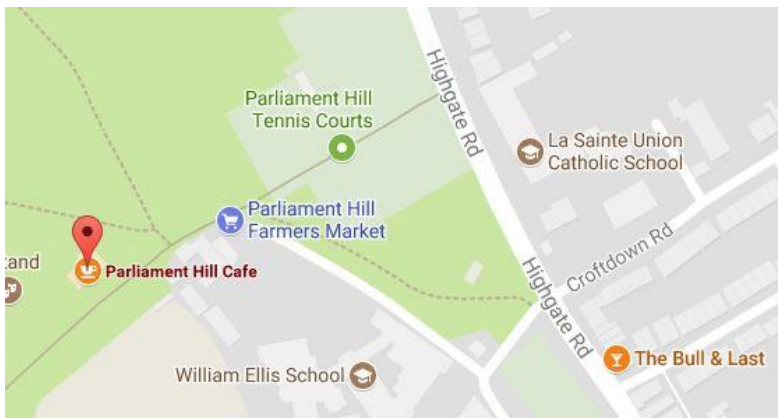 Highgate Rd
Parliament Hill
Tennis Courts
La Sainte Union
Catholic School
Parliament Hill
Farmers Market
tand
Parliament Hill Cafe
Croftdown Rd
Highgate Rd
The Bull & Last
William Ellis School